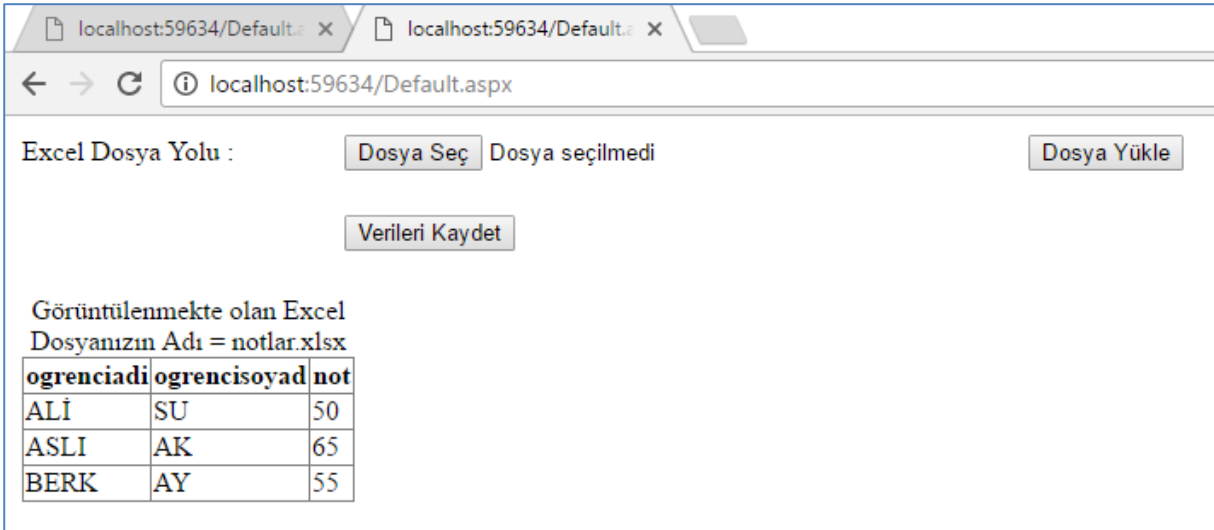 localhost:59634/Default.a
localhost:59634/Default.a
localhost:59634/Default.aspx
Excel Dosya Yolu :
Dosya Seç
Dosya seçilmedi
Dosya Yükle
Verileri Kaydet
Görüntülenmekte olan Excel
Dosyanızın Adı = notlar.xlsx
ogrenciadi ogrencisoyad not
ALİ SU 50
ASLI AK 65
BERK AY 55